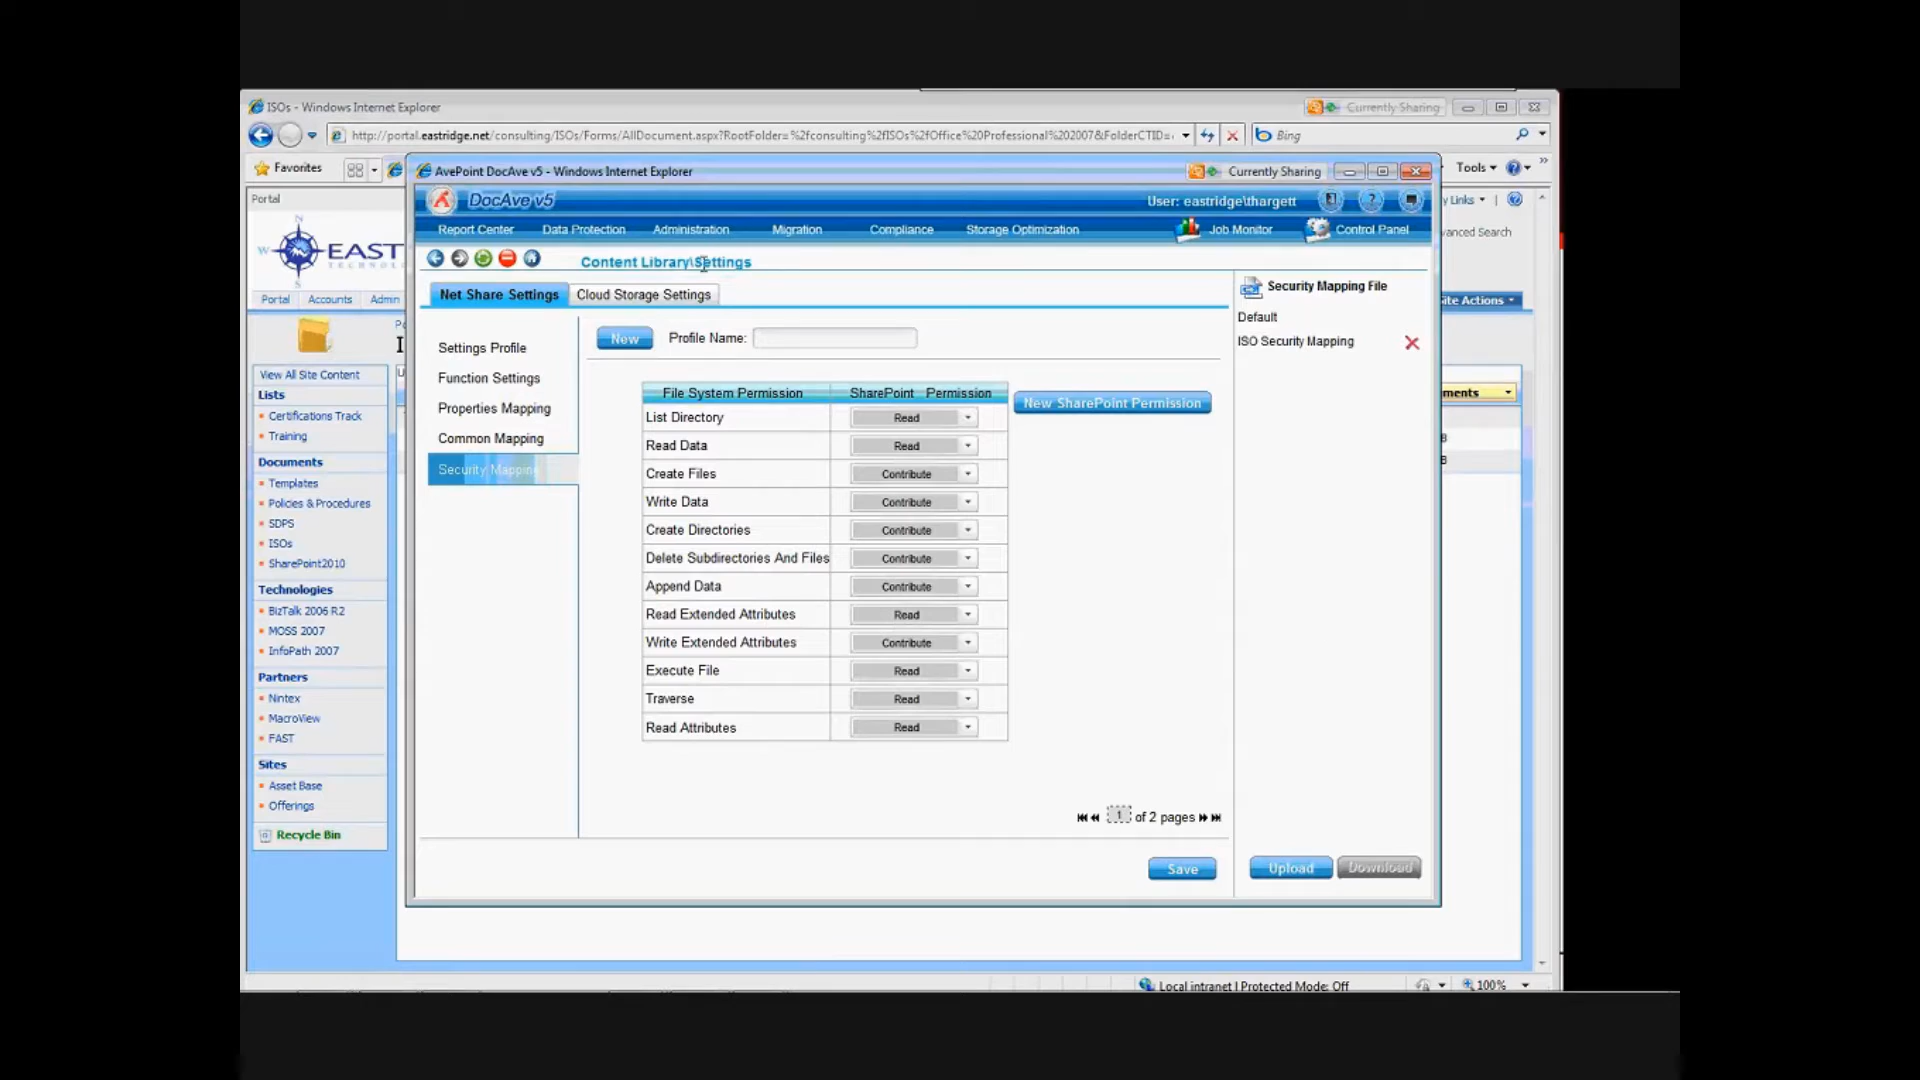 ISOs - Windows Internet Explorer
Currently Sharing
http://portal.eastridge.net/consulting/ISOs/Forms/AllDocument.aspx?RootFolder=%2fconsulting%2fISOs%2fOffice%20Professional%202007&FolderCTID=
Bing
Favorites
Tools
AvePoint DocAve v5 - Windows Internet Explorer
Currently Sharing
Portal
DocAve v5
User: eastridge\thargett
y Links
Report Center
Data Protection
Administration
Migration
Compliance
Storage Optimization
Job Monitor
Control Panel
vanced Search
W
N
S
EAST
TECHNOL
Content Library\Settings
Portal
Accounts
Admin
Net Share Settings
Cloud Storage Settings
Security Mapping File
ite Actions
Default
ISO Security Mapping
New
Profile Name:
Settings Profile
Function Settings
Properties Mapping
Common Mapping
Security Mapping
File System Permission
SharePoint Permission
New SharePoint Permission
ments
List Directory
Read
Read Data
Read
Create Files
Contribute
Write Data
Contribute
Create Directories
Contribute
Delete Subdirectories And Files
Contribute
Append Data
Contribute
Read Extended Attributes
Read
Write Extended Attributes
Contribute
Execute File
Read
Traverse
Read
Read Attributes
Read
B
B
1 of 2 pages
Save
Upload
Download
View All Site Content
Lists
Certifications Track
Training
Documents
Templates
Policies & Procedures
SDPS
ISOs
SharePoint2010
Technologies
BizTalk 2006 R2
MOSS 2007
InfoPath 2007
Partners
Nintex
MacroView
FAST
Sites
Asset Base
Offerings
Recycle Bin
Local intranet | Protected Mode: Off
100%